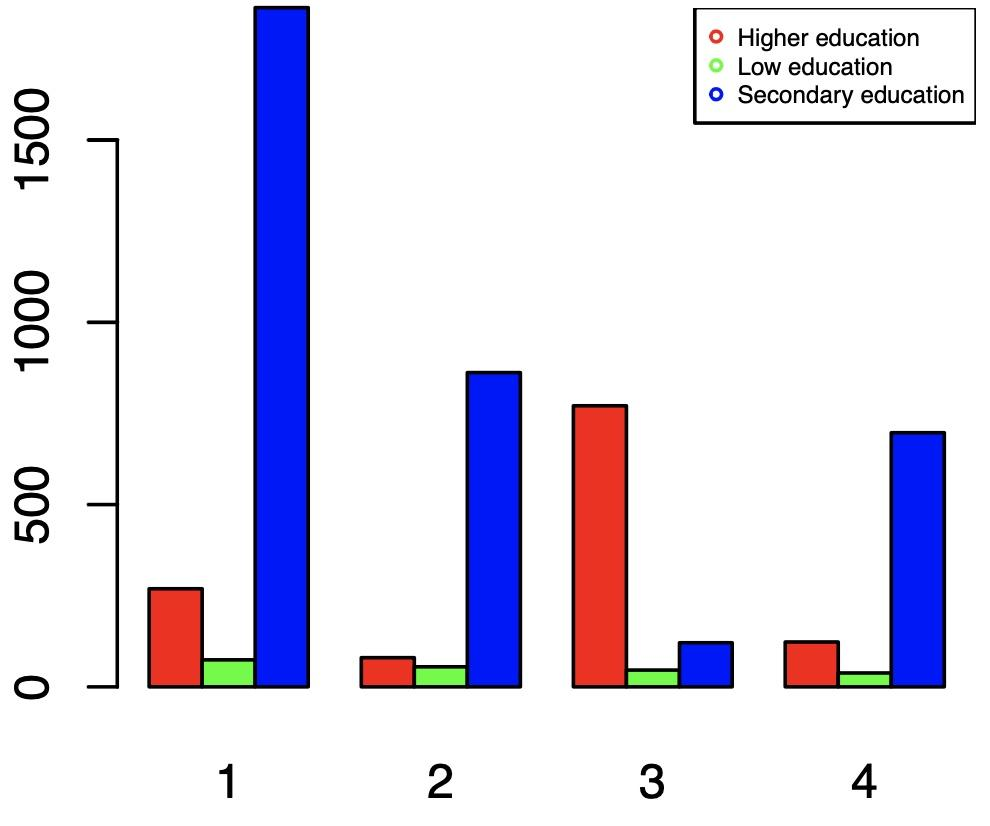 Higher education
Low education
Secondary education
1500
1000
500
0
1 2 3 4